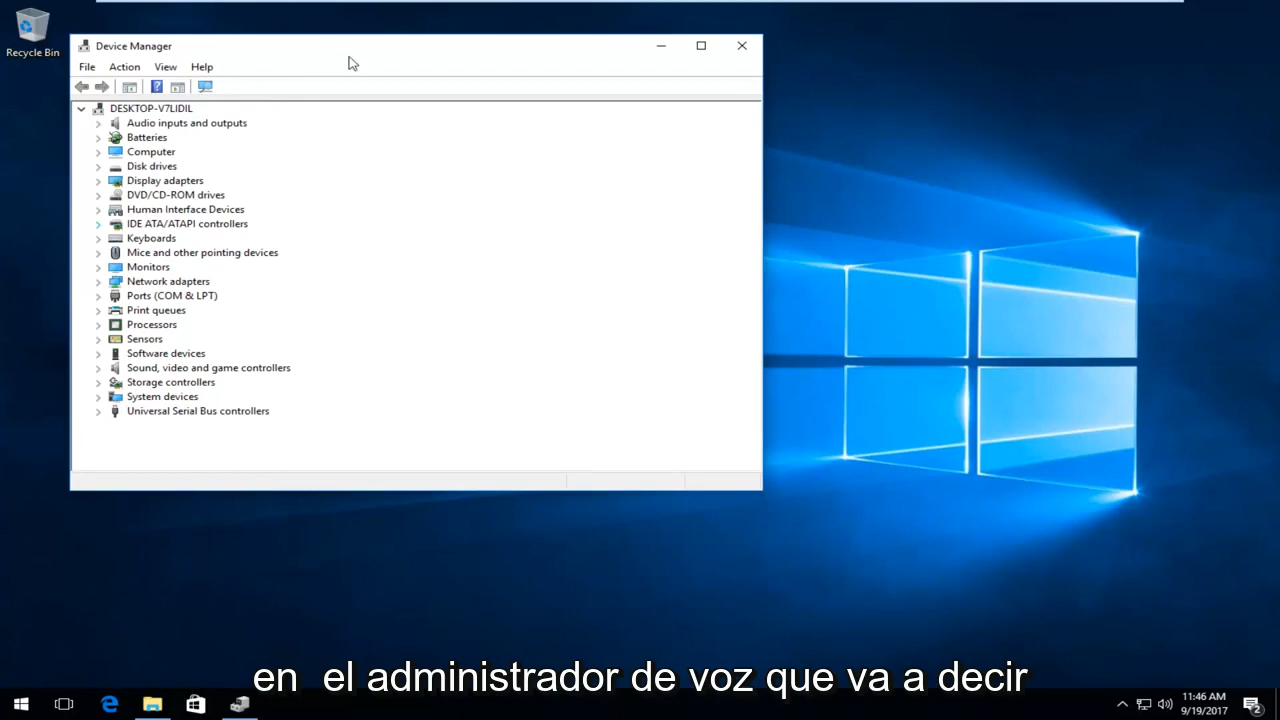 Recycle Bin
Device Manager
File Action View Help
DESKTOP-V7LIDIL
Audio inputs and outputs
Batteries
Computer
Disk drives
Display adapters
DVD/CD-ROM drives
Human Interface Devices
IDE ATA/ATAPI controllers
Keyboards
Mice and other pointing devices
Monitors
Network adapters
Ports (COM & LPT)
Print queues
Processors
Sensors
Software devices
Sound, video and game controllers
Storage controllers
System devices
Universal Serial Bus controllers
en el administrador de voz que va a decir
11:46 AM
9/19/2017
2